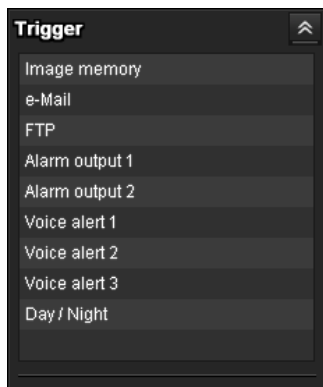 Trigger
Image memory
e-Mail
FTP
Alarm output 1
Alarm output 2
Voice alert 1
Voice alert 2
Voice alert 3
Day / Night